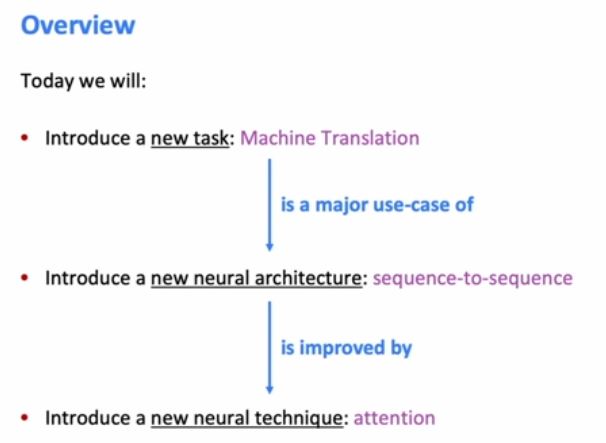 Overview
Today we will:
• Introduce a new task: Machine Translation
is a major use-case of
• Introduce a new neural architecture: sequence-to-sequence
is improved by
• Introduce a new neural technique: attention